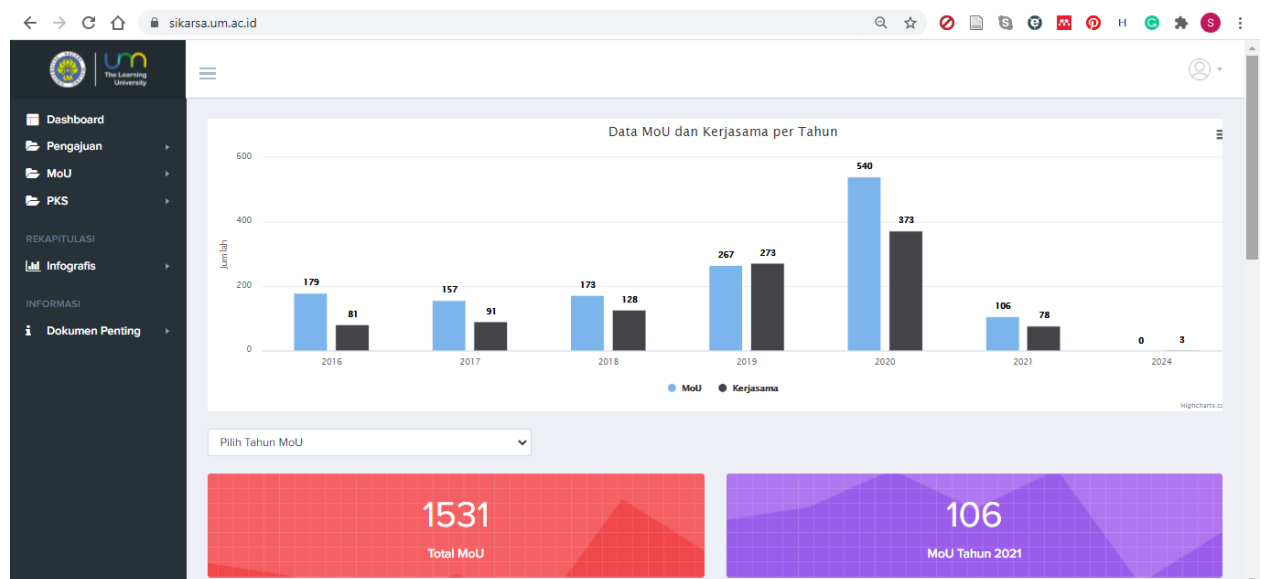 sikarsa.um.ac.id
H
S
um
The Learning
University
Dashboard
Pengajuan
MoU
PKS
REKAPITULASI
Infografis
INFORMASI
Dokumen Penting
Data MoU dan Kerjasama per Tahun
600
400
200
0
Jumlah
179
81
157
91
173
128
267
273
540
373
106
78
0
3
2016
2017
2018
2019
2020
2021
2024
MoU
Kerjasama
Highcharts.co
Pilih Tahun MoU
1531
Total MoU
106
MoU Tahun 2021